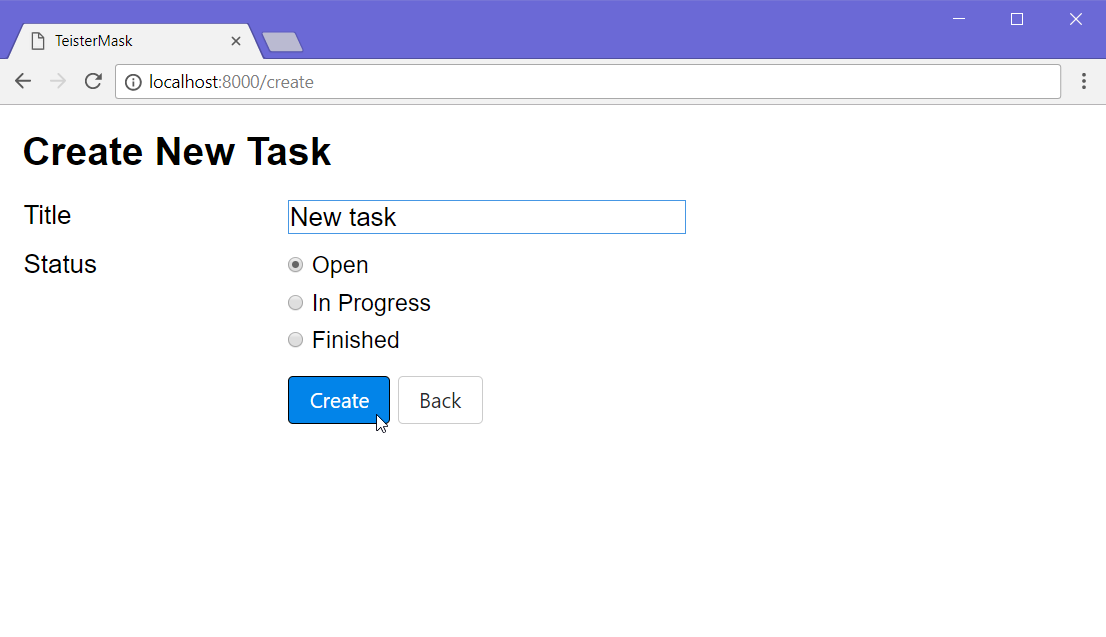 TeisterMask
localhost:8000/create
Create New Task
Title
New task
Status
Open
In Progress
Finished
Create
Back